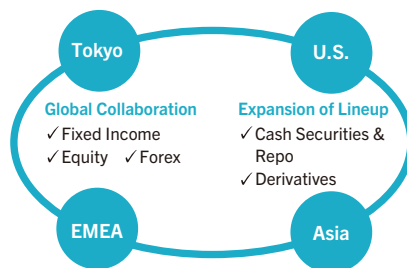 Tokyo
U.S.
Global Collaboration
✓Fixed Income
✓Equity ✓Forex
Expansion of Lineup
✓Cash Securities &
Repo
✓Derivatives
EMEA
Asia